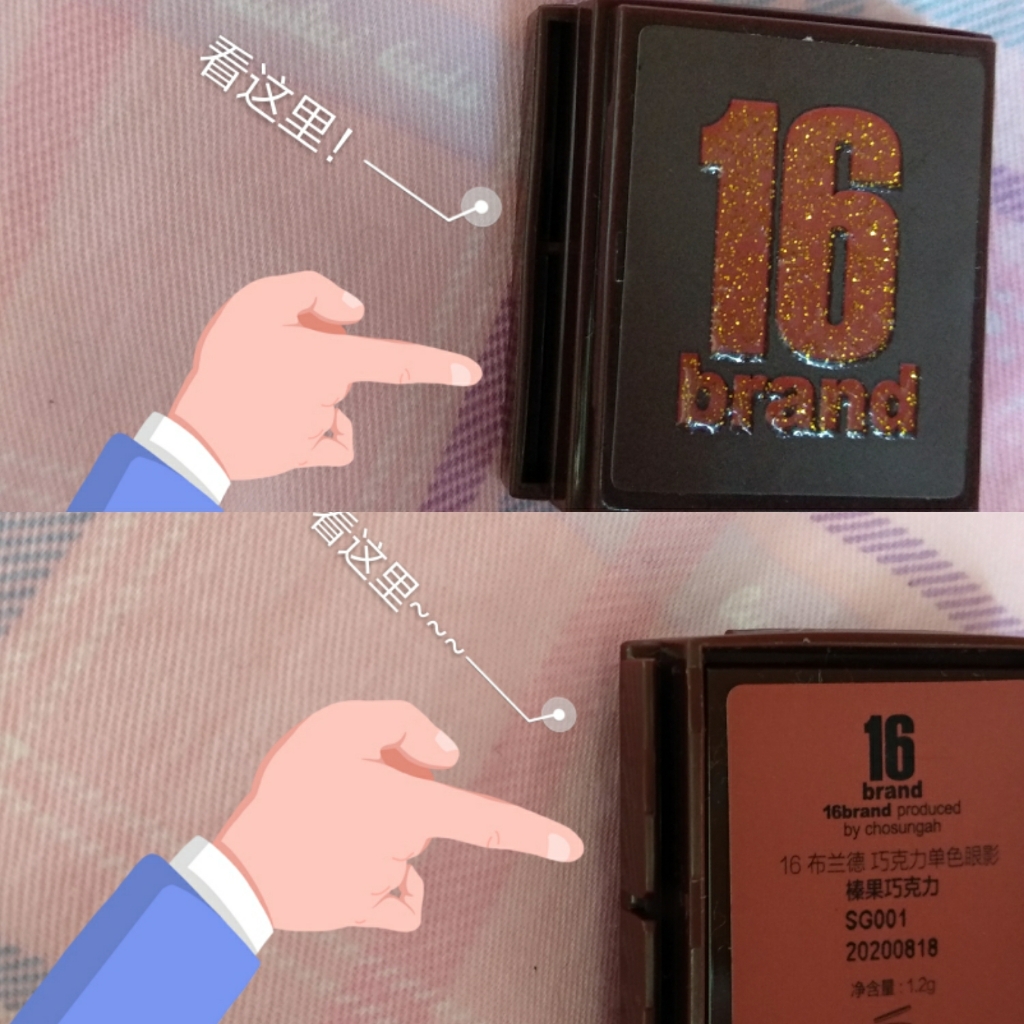 看这里！
16
brand
看这里~~~
16
brand
16brand produced
by chosungah
16 布兰德 巧克力单色眼影
榛果巧克力
SG001
20200818
净含量：1.2g